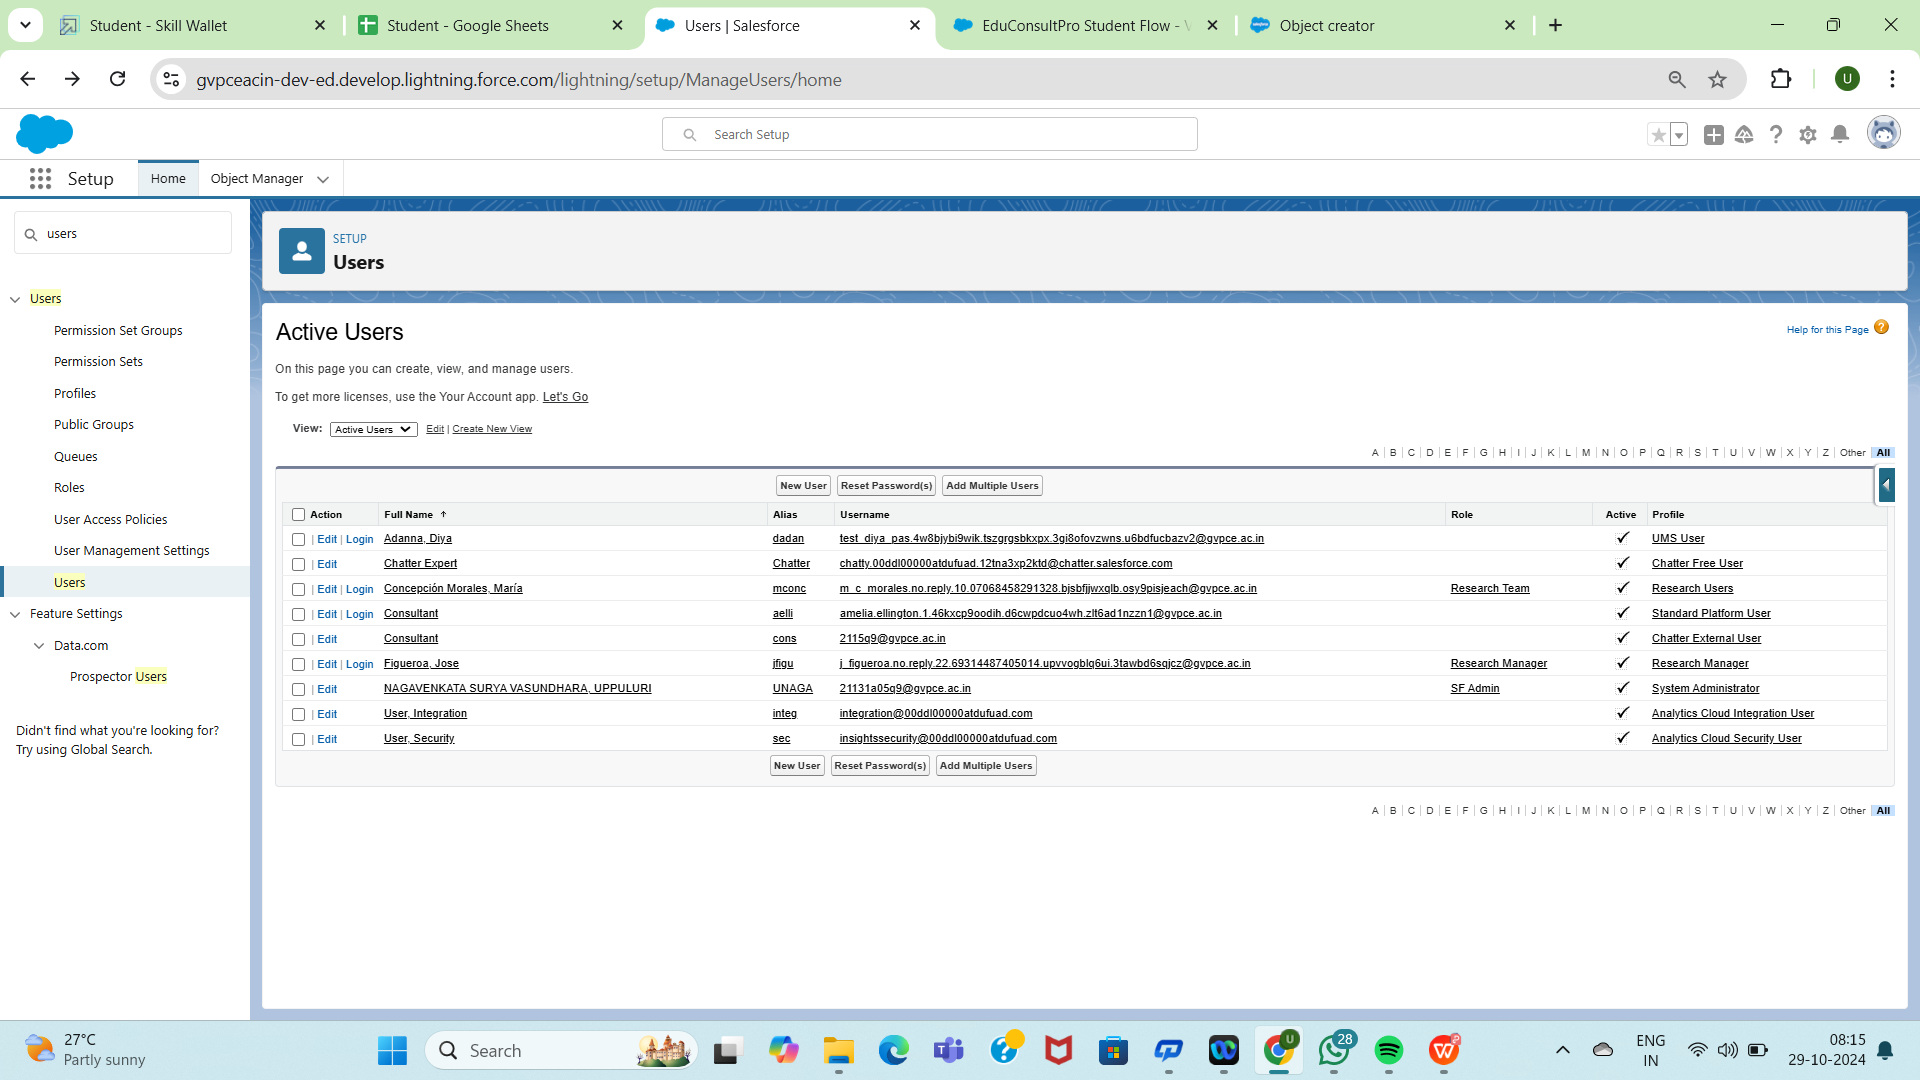 Student - Skill Wallet
Student - Google Sheets
Users | Salesforce
EduConsultPro Student Flow -
Object creator
gvpceacin-dev-ed.develop.lightning.force.com/lightning/setup/ManageUsers/home
U
Search Setup
Setup
Home
Object Manager
users
SETUP
Users
Users
Permission Set Groups
Permission Sets
Profiles
Public Groups
Queues
Roles
User Access Policies
User Management Settings
Users
Feature Settings
Data.com
Prospector Users
Didn't find what you're looking for?
Try using Global Search.
Active Users
Help for this Page ?
On this page you can create, view, and manage users.
To get more licenses, use the Your Account app. Let's Go
View: Active Users Edit | Create New View
A | B | C | D | E | F | G | H | I | J | K | L | M | N | O | P | Q | R | S | T | U | V | W | X | Y | Z | Other All
New User Reset Password(s) Add Multiple Users
Action Full Name ↑ Alias Username Role Active Profile
| Edit | Login Adanna, Diya dadan test_diya_pas.4w8bjybi9wik.tszgrgsbkxpx.3gi8ofovzwns.u6bdfucbazv2@gvpce.ac.in UMS User
| Edit Chatter Expert Chatter chatty.00ddl00000atdufuad.12tna3xp2ktd@chatter.salesforce.com Chatter Free User
| Edit | Login Concepción Morales, María mconc m_c_morales.no.reply.10.07068458291328.bjsbfjjwxqlb.osy9pisjeach@gvpce.ac.in Research Team Research Users
| Edit | Login Consultant aelli amelia.ellington.1.46kxcp9oodih.d6cwpdcuo4wh.zlt6ad1nzzn1@gvpce.ac.in Standard Platform User
| Edit Consultant cons 2115q9@gvpce.ac.in Chatter External User
| Edit | Login Figueroa, Jose jfigu j_figueroa.no.reply.22.69314487405014.upvvogblq6ui.3tawbd6sqjcz@gvpce.ac.in Research Manager Research Manager
| Edit NAGAVENKATA SURYA VASUNDHARA, UPPULURI UNAGA 21131a05q9@gvpce.ac.in SF Admin System Administrator
| Edit User, Integration integ integration@00ddl00000atdufuad.com Analytics Cloud Integration User
| Edit User, Security sec insightssecurity@00ddl00000atdufuad.com Analytics Cloud Security User
New User Reset Password(s) Add Multiple Users
A | B | C | D | E | F | G | H | I | J | K | L | M | N | O | P | Q | R | S | T | U | V | W | X | Y | Z | Other All
27°C
Partly sunny
Search
U
28
ENG
IN
08:15
29-10-2024